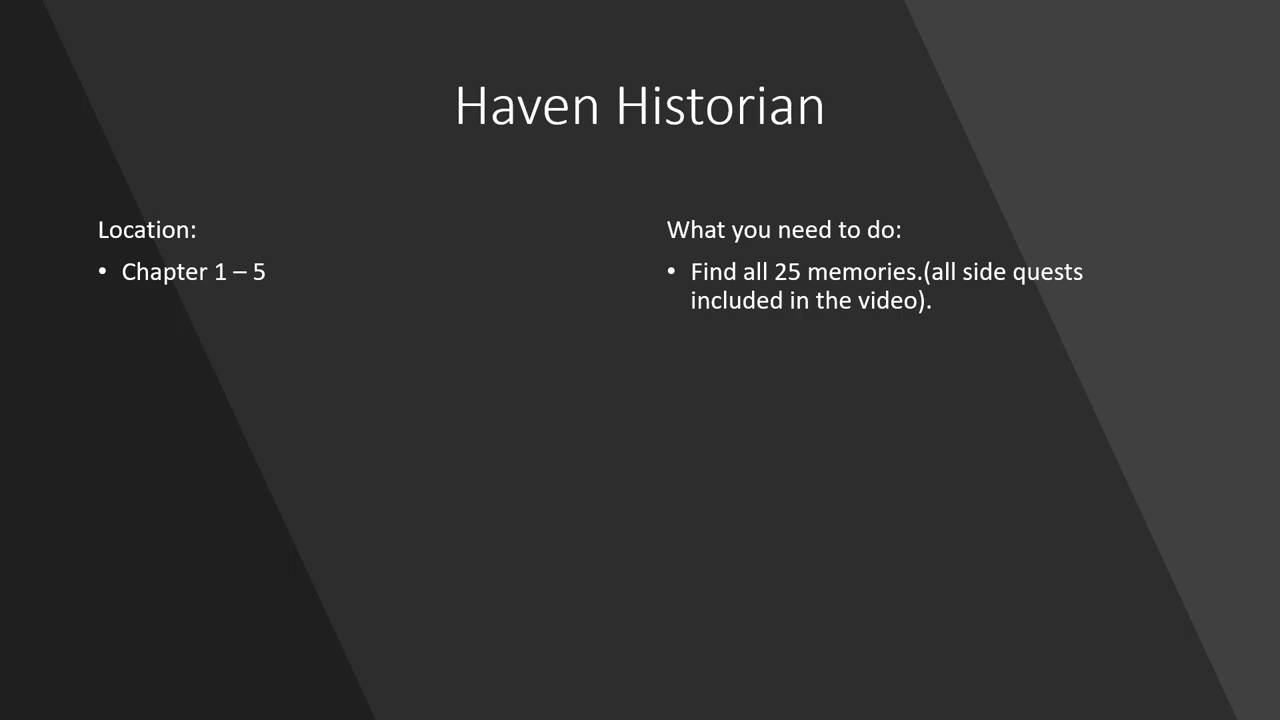 Haven Historian
Location:
• Chapter 1 – 5
What you need to do:
• Find all 25 memories.(all side quests
included in the video).